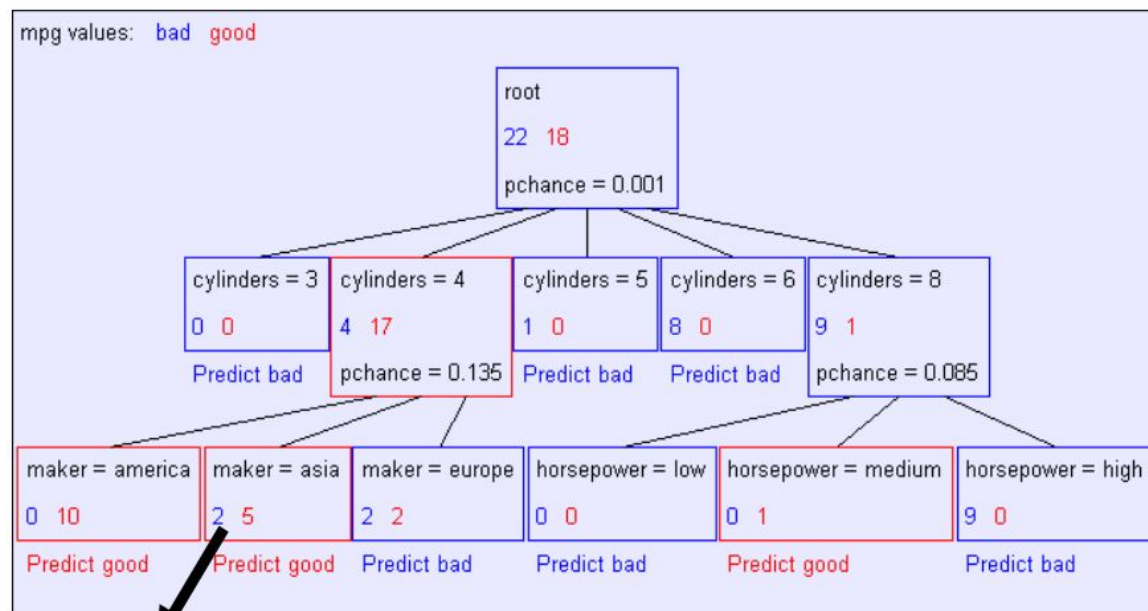 mpg values: bad good
root
22 18
pchance = 0.001
cylinders = 3 cylinders = 4 cylinders = 5 cylinders = 6 cylinders = 8
0 0 4 17 1 0 8 0 9 1
Predict bad pchance = 0.135 Predict bad Predict bad pchance = 0.085
maker = america maker = asia maker = europe horsepower = low horsepower = medium horsepower = high
0 10 2 5 2 2 0 0 0 1 9 0
Predict good Predict good Predict bad Predict bad Predict good Predict bad